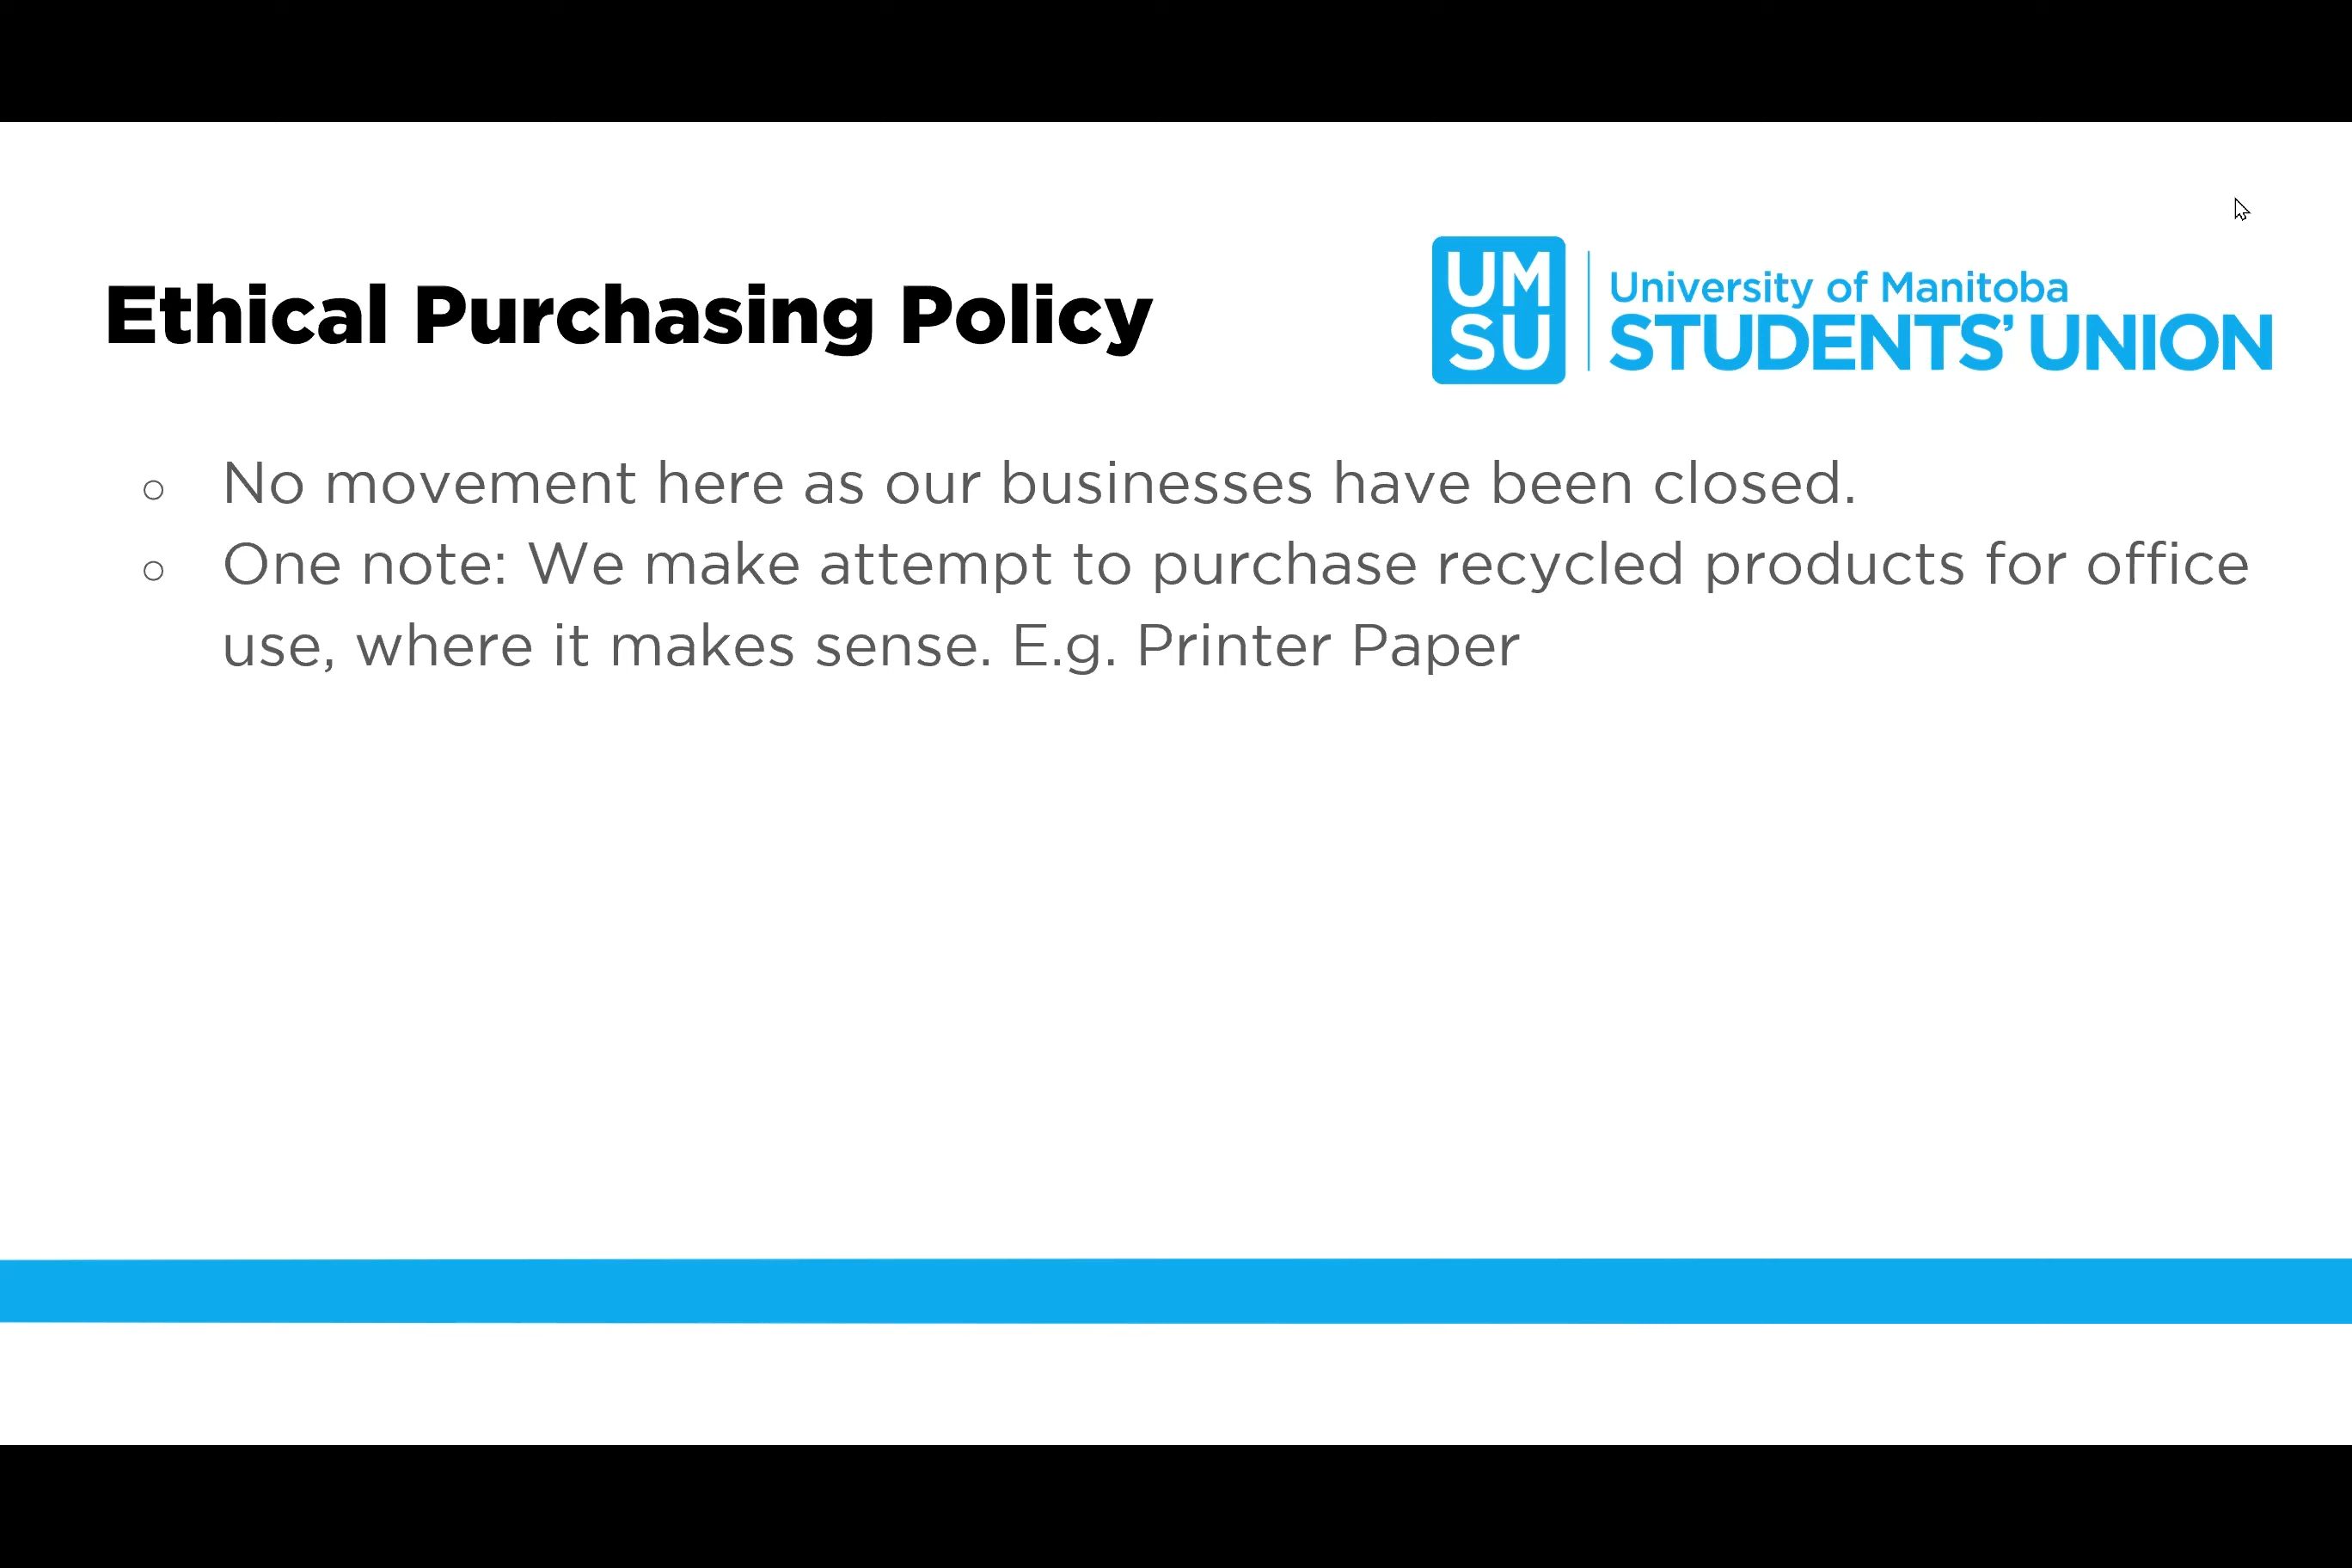 Ethical Purchasing Policy
UM
SU
University of Manitoba
STUDENTS' UNION
○ No movement here as our businesses have been closed.
○ One note: We make attempt to purchase recycled products for office
use, where it makes sense. E.g. Printer Paper